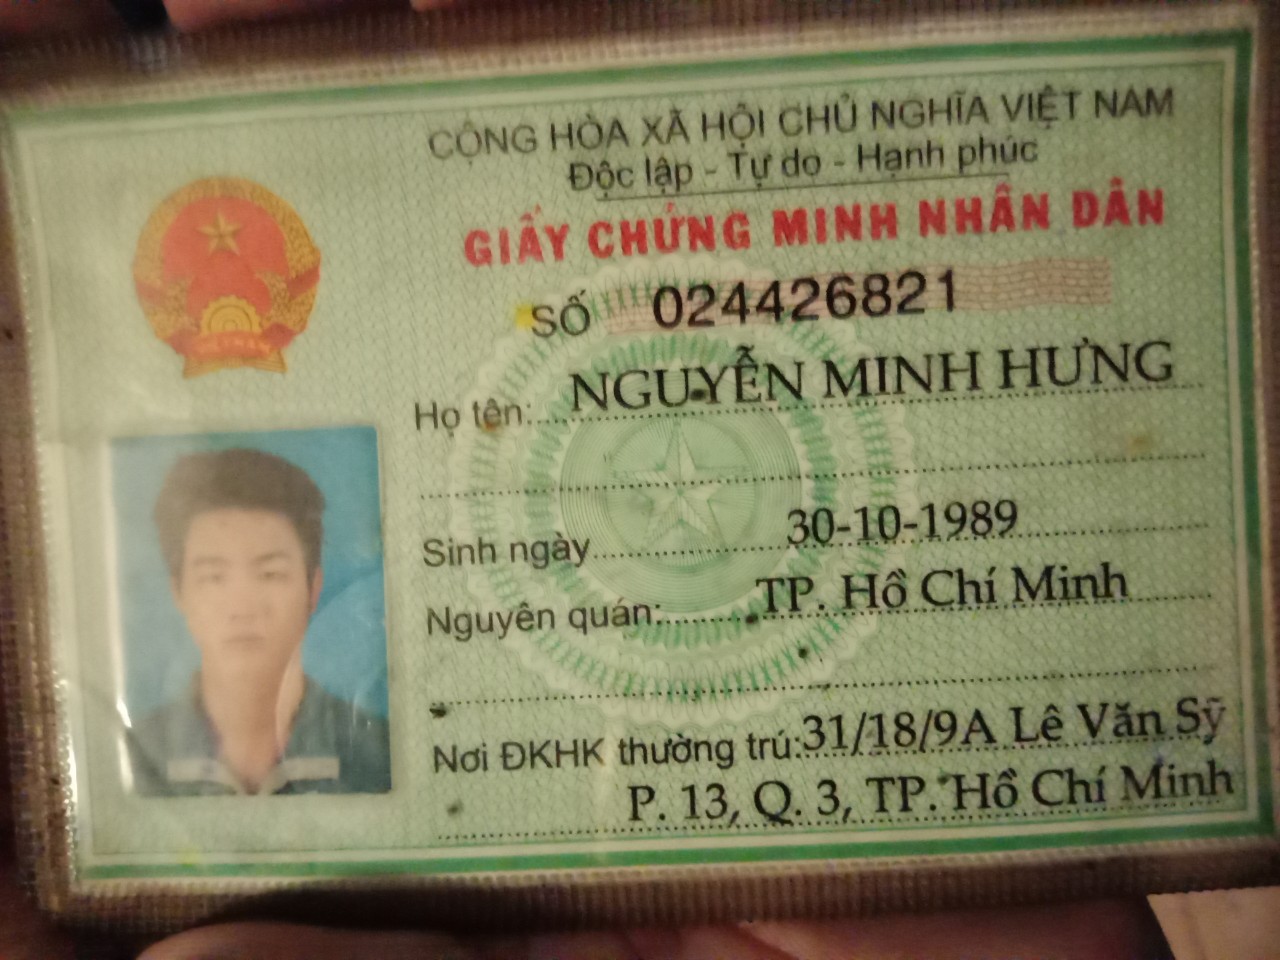 CỘNG HÒA XÃ HỘI CHỦ NGHĨA VIỆT NAM
Độc lập - Tự do - Hạnh phúc
GIẤY CHỨNG MINH NHÂN DÂN
SỐ 024426821
Họ tên: NGUYỄN MINH HƯNG
Sinh ngày 30-10-1989
Nguyên quán: TP. Hồ Chí Minh
Nơi ĐKHK thường trú: 31/18/9A Lê Văn Sỹ
P. 13, Q. 3, TP. Hồ Chí Minh